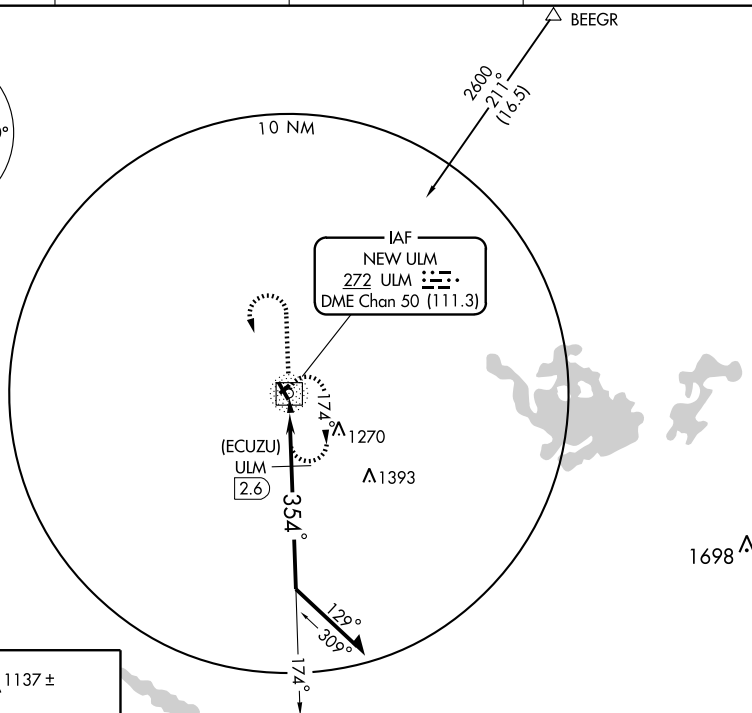 BEEGR
2600
211°
(16.5)
10 NM
IAF
NEW ULM
272 ULM
DME Chan 50 (111.3)
174°
1270
(ECUZU)
ULM
2.6
1393
354°
1698
129°
309°
174°
1137 ±